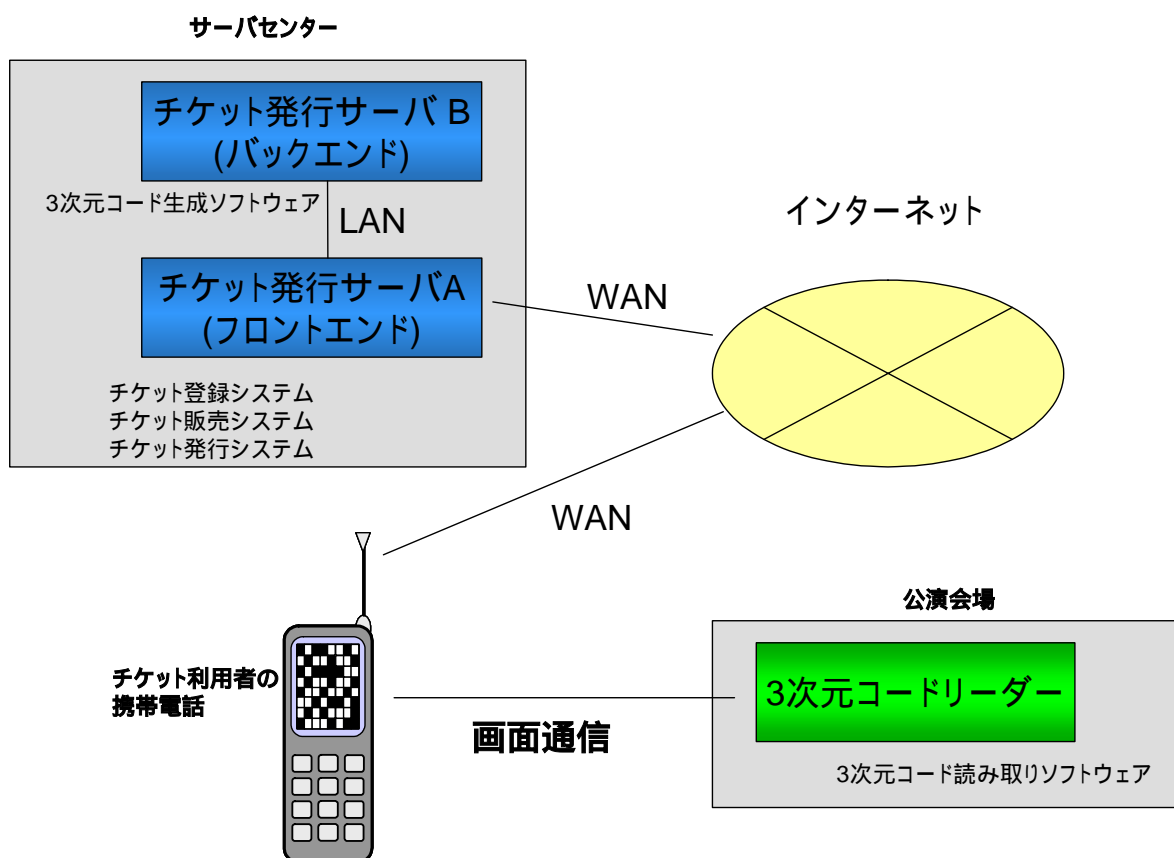 サーバセンター
チケット発行サーバ B
(バックエンド)
3次元コード生成ソフトウェア
LAN
チケット発行サーバA
(フロントエンド)
チケット登録システム
チケット販売システム
チケット発行システム
WAN
インターネット
WAN
チケット利用者の
携帯電話
画面通信
公演会場
3次元コードリーダー
3次元コード読み取りソフトウェア